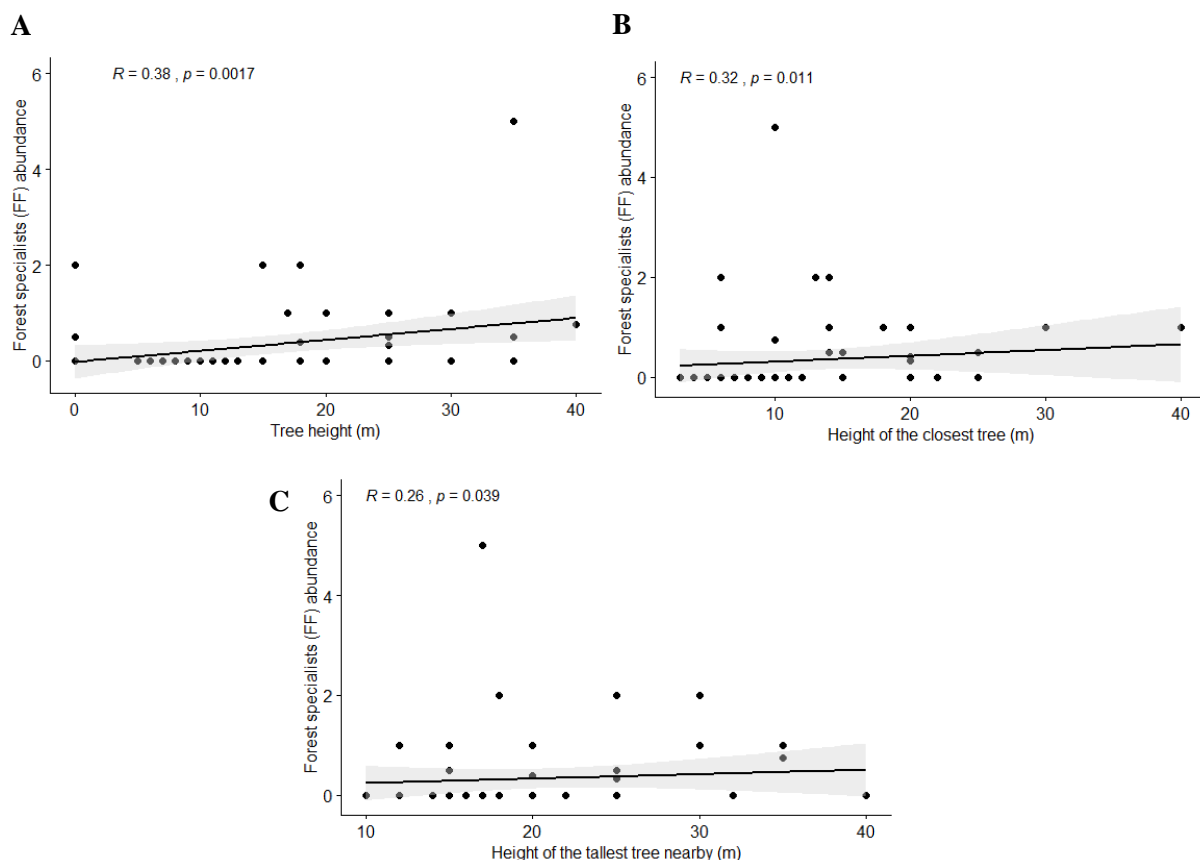 A
R = 0.38 , p = 0.0017
Forest specialists (FF) abundance
6
4
2
0
0 10 20 30 40
Tree height (m)
B
R = 0.32 , p = 0.011
Forest specialists (FF) abundance
6
4
2
0
10 20 30 40
Height of the closest tree (m)
C
R = 0.26 , p = 0.039
Forest specialists (FF) abundance
6
4
2
0
10 20 30 40
Height of the tallest tree nearby (m)